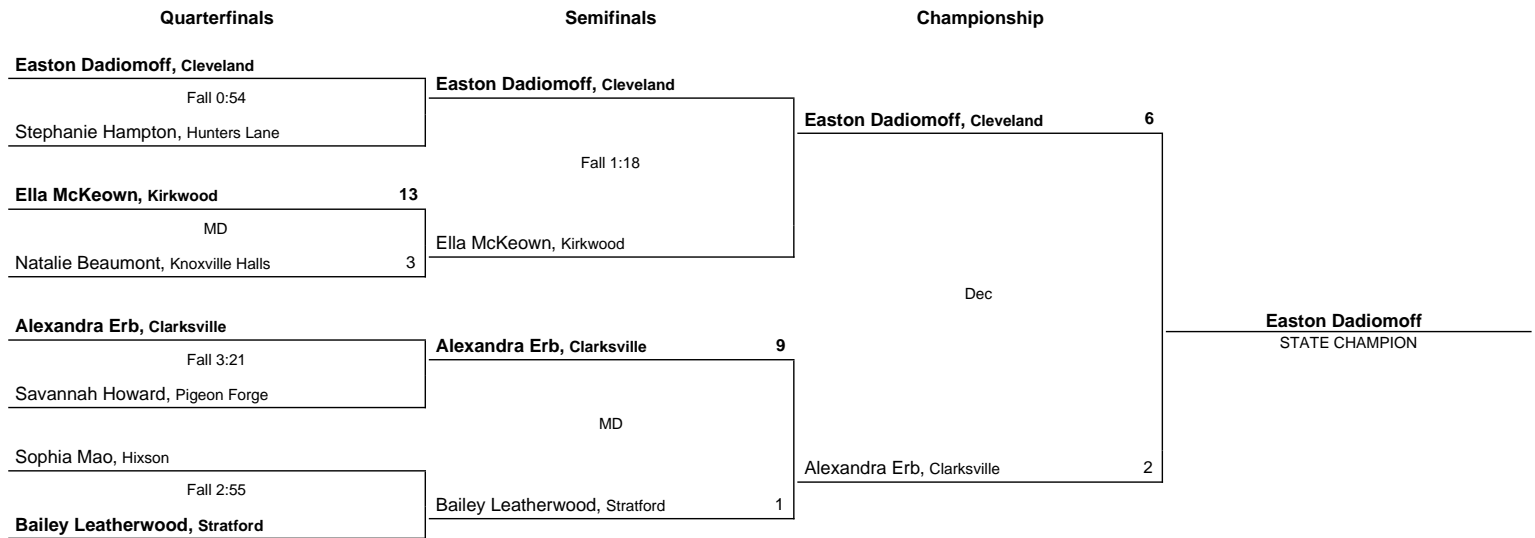 Quarterfinals
Semifinals
Championship
Easton Dadiomoff, Cleveland
Fall 0:54
Stephanie Hampton, Hunters Lane
Ella McKeown, Kirkwood 13
MD
Natalie Beaumont, Knoxville Halls 3
Alexandra Erb, Clarksville
Fall 3:21
Savannah Howard, Pigeon Forge
Sophia Mao, Hixson
Fall 2:55
Bailey Leatherwood, Stratford
Easton Dadiomoff, Cleveland
Fall 1:18
Ella McKeown, Kirkwood
Alexandra Erb, Clarksville 9
MD
Bailey Leatherwood, Stratford 1
Easton Dadiomoff, Cleveland 6
Dec
Alexandra Erb, Clarksville 2
Easton Dadiomoff
STATE CHAMPION